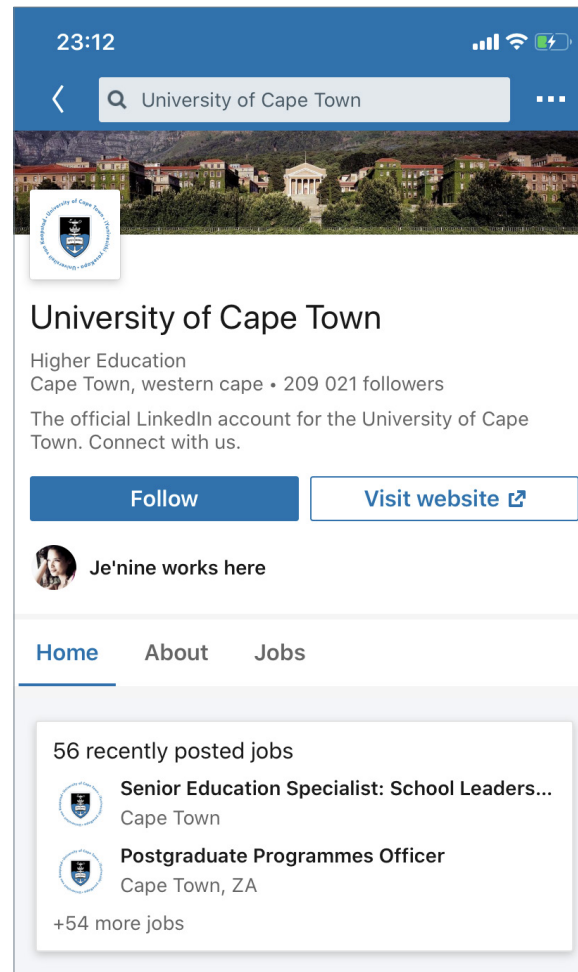 23:12
University of Cape Town
University of Cape Town
Higher Education
Cape Town, western cape • 209 021 followers
The official LinkedIn account for the University of Cape
Town. Connect with us.
Follow
Visit website
Je'nine works here
Home About Jobs
56 recently posted jobs
Senior Education Specialist: School Leaders...
Cape Town
Postgraduate Programmes Officer
Cape Town, ZA
+54 more jobs